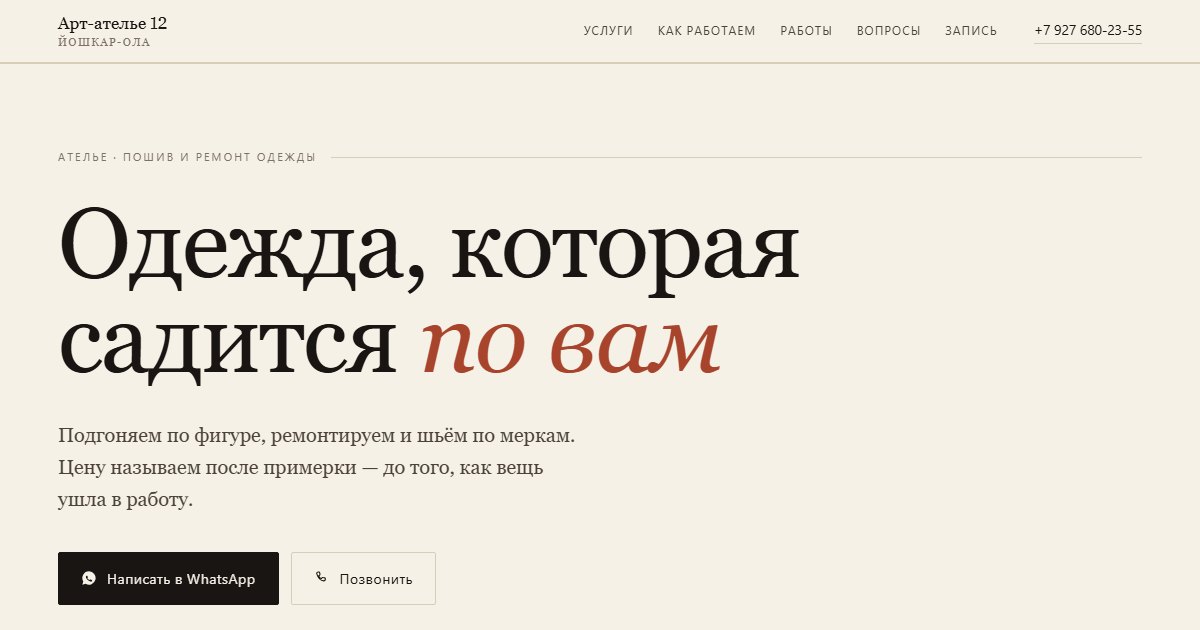 Арт-ателье 12
ЙОШКАР-ОЛА
УСЛУГИ КАК РАБОТАЕМ РАБОТЫ ВОПРОСЫ ЗАПИСЬ +7 927 680-23-55
АТЕЛЬЕ · ПОШИВ И РЕМОНТ ОДЕЖДЫ
Одежда, которая
садится по вам
Подгоняем по фигуре, ремонтируем и шьём по меркам.
Цену называем после примерки — до того, как вещь
ушла в работу.
Написать в WhatsApp Позвонить